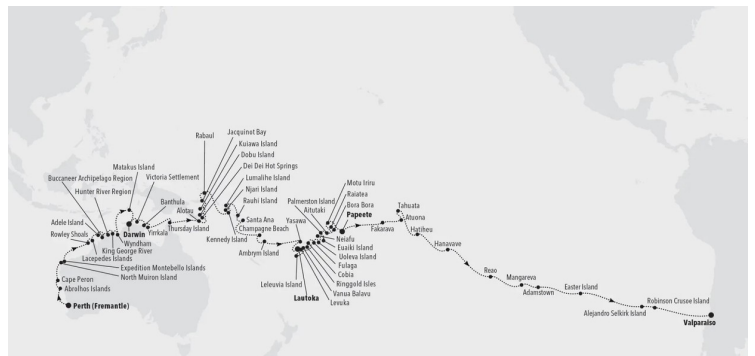 Rabaul
Jacquinot Bay
Kuiawa Island
Dobu Island
Dei Dei Hot Springs
Lumalihe Island
Njari Island
Rauhi Island
Matakus Island
Buccaneer Archipelago Region
Victoria Settlement
Hunter River Region
Banthula
Alotau
Adele Island
Darwin
Yirrkala
Thursday Island
Santa Ana
Champagne Beach
Kennedy Island
Ambrym Island
Rowley Shoals
Wyndham
King George River
Lacepedes Islands
Expedition Montebello Islands
North Muiron Island
Cape Peron
Abrolhos Islands
Perth (Fremantle)
Motu Iriru
Raiatea
Bora Bora
Palmerston Island
Aitutaki
Papeete
Yasawa
Neiafu
Euaiki Island
Uoleva Island
Fulaga
Cobia
Ringgold Isles
Vanua Balavu
Levuka
Leleuvia Island
Lautoka
Tahuata
Atuona
Fakarava
Hatiheu
Hanavave
Reao
Mangareva
Adamstown
Easter Island
Alejandro Selkirk Island
Robinson Crusoe Island
Valparaiso